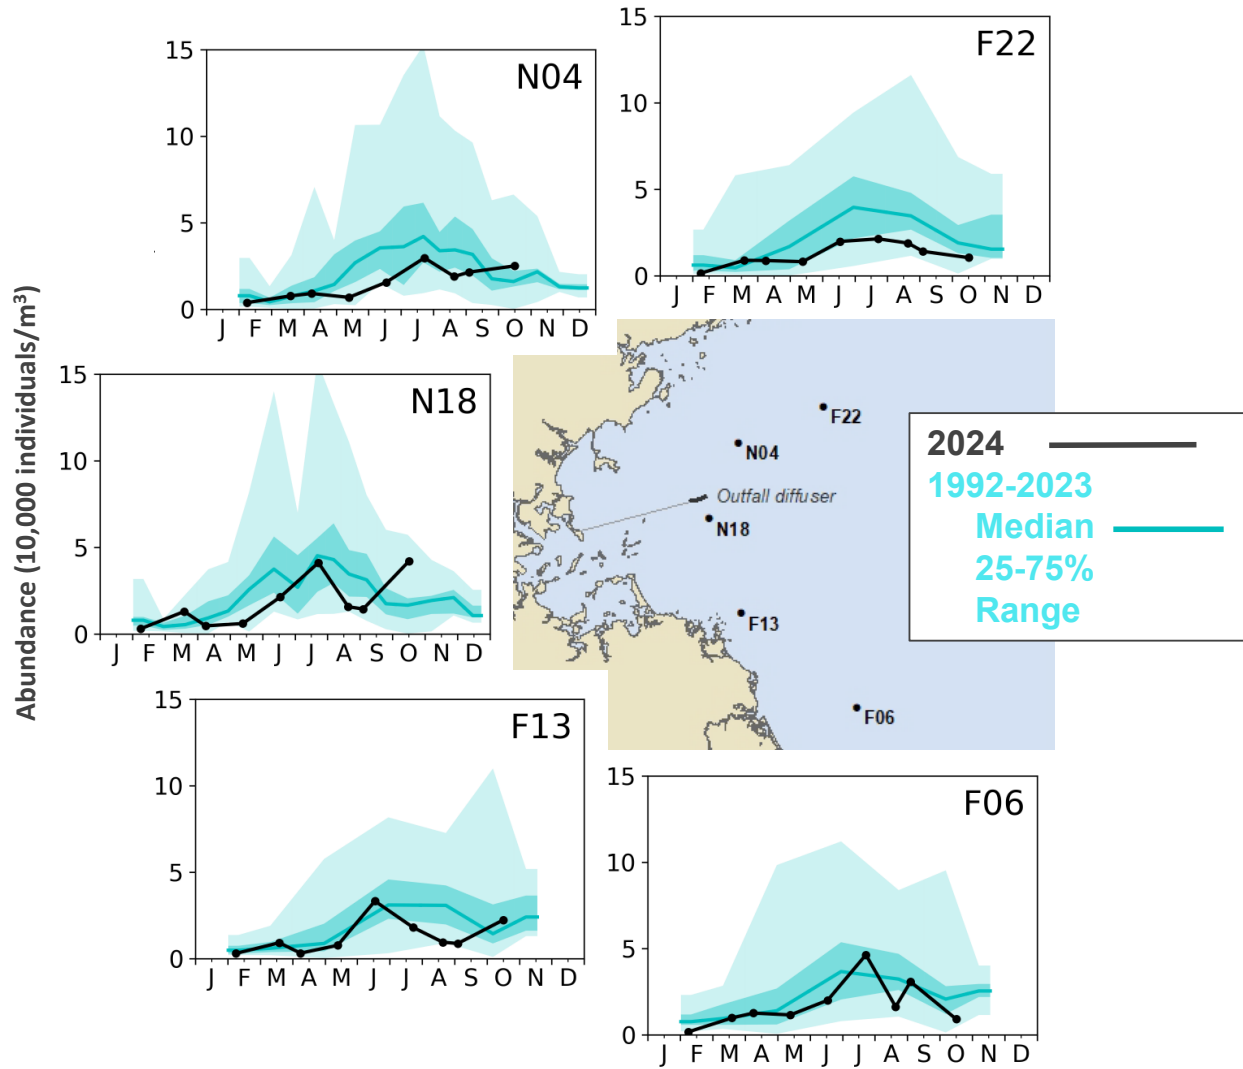 Abundance (10,000 individuals/m³)
N04
15
10
5
0
J F M A M J J A S O N D
F22
15
10
5
0
J F M A M J J A S O N D
N18
15
10
5
0
J F M A M J J A S O N D
F22
N04
Outfall diffuser
N18
F13
F06
2024
1992-2023
Median
25-75%
Range
F13
15
10
5
0
J F M A M J J A S O N D
F06
15
10
5
0
J F M A M J J A S O N D